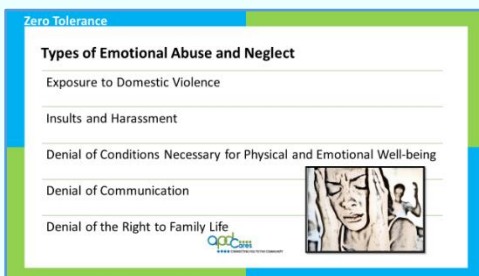 Zero Tolerance
Types of Emotional Abuse and Neglect
Exposure to Domestic Violence
Insults and Harassment
Denial of Conditions Necessary for Physical and Emotional Well-being
Denial of Communication
Denial of the Right to Family Life
apd Cares